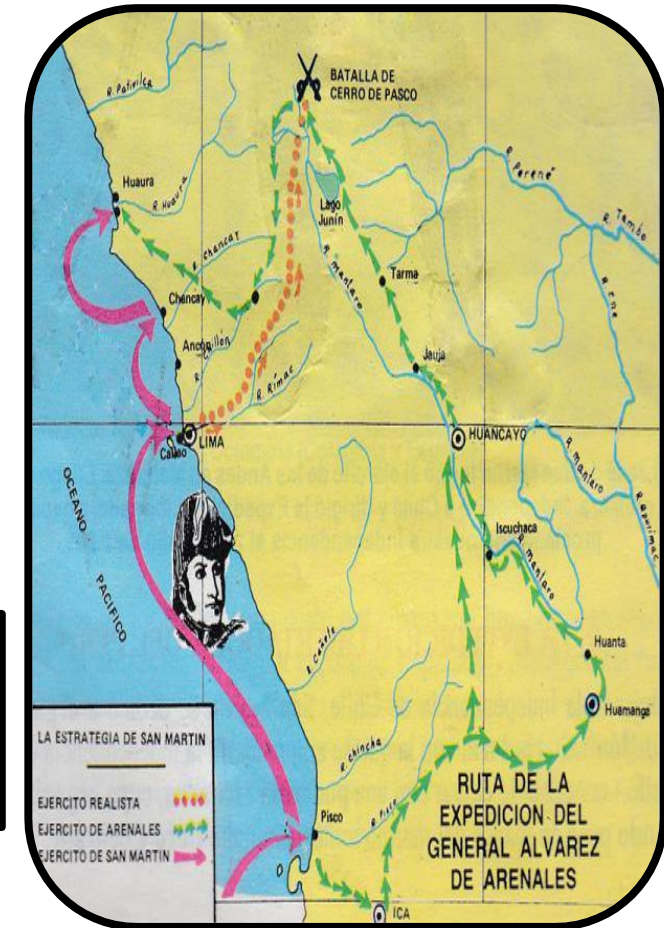 BATALLA DE
CERRO DE PASCO
R. Pativilca
Huaura
R. Huaura
Lago
Junín
R. Perené
R. Tambo
R. Ene
R. Mantaro
Tarma
R. Chancay
Chancay
Ancón
R. Chillón
Jauja
R. Rímac
LIMA
Callao
HUANCAYO
OCEANO
PACIFICO
Iscuchaca
R. Mantaro
R. Mantaro
R. Apurimac
Huanta
Huamanga
R. Cañete
R. Chincha
R. Pisco
Pisco
ICA
LA ESTRATEGIA DE SAN MARTIN
EJERCITO REALISTA
EJERCITO DE ARENALES
EJERCITO DE SAN MARTIN
RUTA DE LA
EXPEDICION DEL
GENERAL ALVAREZ
DE ARENALES